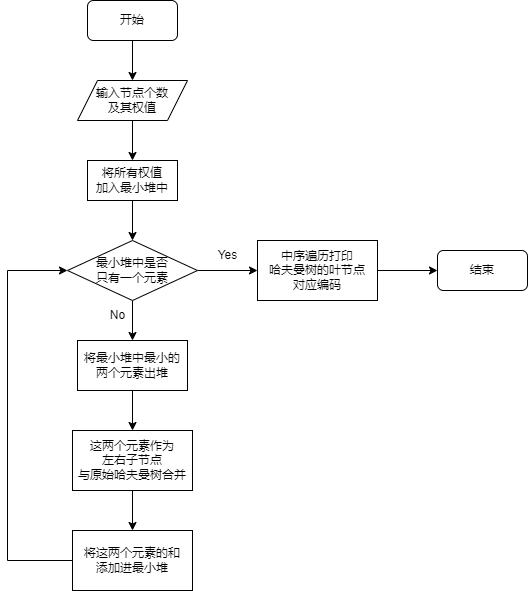 开始
输入节点个数
及其权值
将所有权值
加入最小堆中
最小堆中是否
只有一个元素
Yes
中序遍历打印
哈夫曼树的叶节点
对应编码
结束
No
将最小堆中最小的
两个元素出堆
这两个元素作为
左右子节点
与原始哈夫曼树合并
将这两个元素的和
添加进最小堆